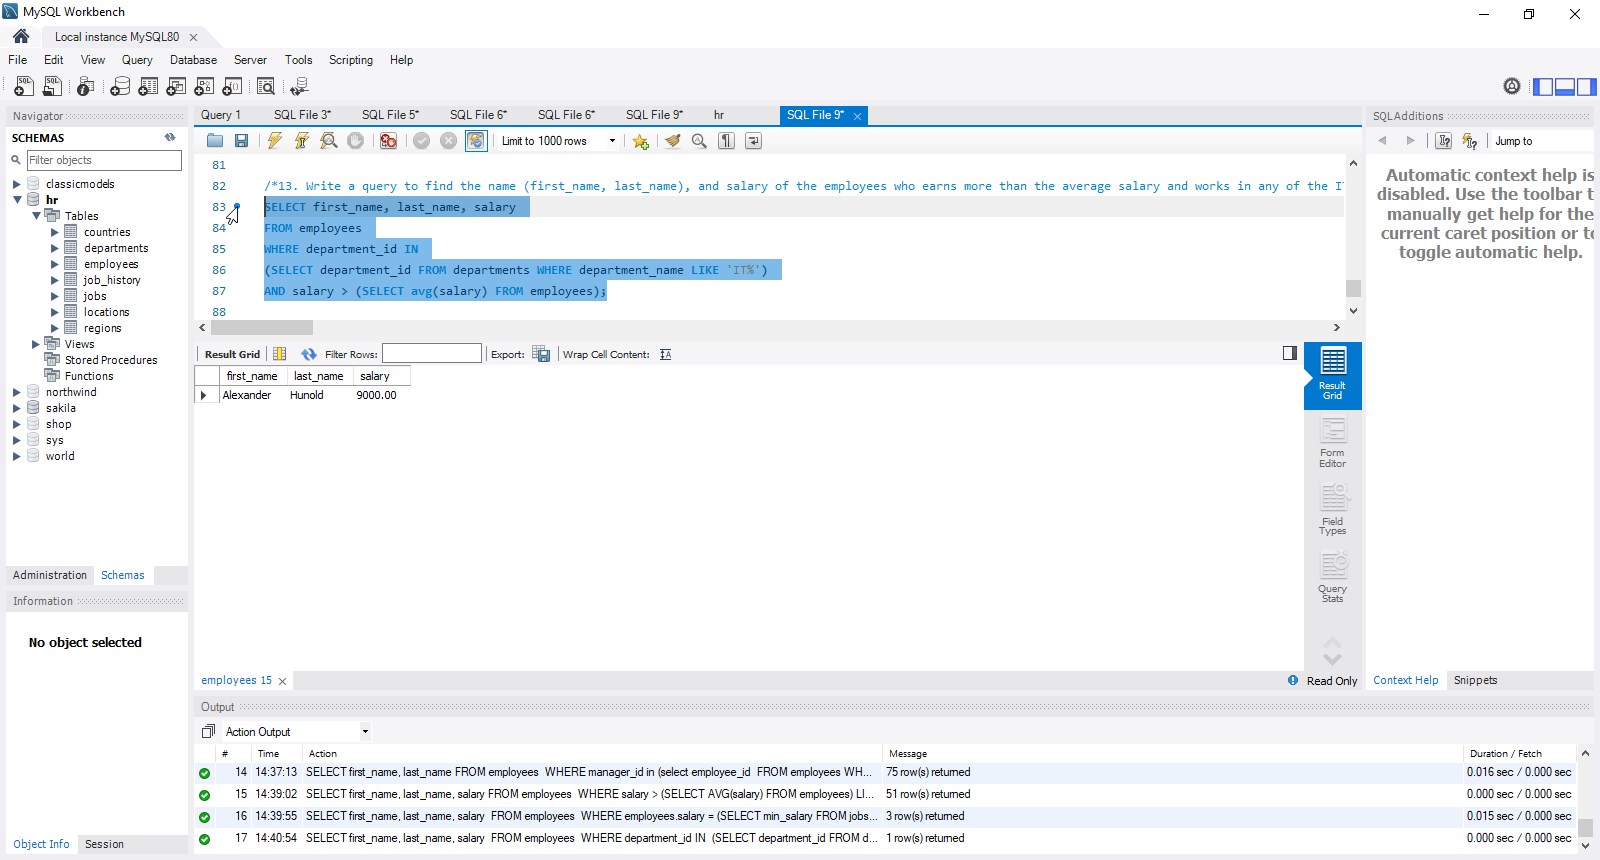 MySQL Workbench
Local instance MySQL80
File Edit View Query Database Server Tools Scripting Help
Navigator
SCHEMAS
Filter objects
classicmodels
hr
Tables
countries
departments
employees
job_history
jobs
locations
regions
Views
Stored Procedures
Functions
northwind
sakila
shop
sys
world
Administration Schemas
Information
No object selected
Object Info Session
Query 1 SQL File 3* SQL File 5* SQL File 6* SQL File 6* SQL File 9* hr SQL File 9*
Limit to 1000 rows
81
82 /*13. Write a query to find the name (first_name, last_name), and salary of the employees who earns more than the average salary and works in any of the IT
83 SELECT first_name, last_name, salary
84 FROM employees
85 WHERE department_id IN
86 (SELECT department_id FROM departments WHERE department_name LIKE 'IT%')
87 AND salary > (SELECT avg(salary) FROM employees);
88
Result Grid Filter Rows: Export: Wrap Cell Content:
first_name last_name salary
Alexander Hunold 9000.00
Result Grid
Form Editor
Field Types
Query Stats
employees 15 Read Only
SQLAdditions
Jump to
Automatic context help is
disabled. Use the toolbar t
manually get help for the
current caret position or to
toggle automatic help.
Context Help Snippets
Output
Action Output
# Time Action Message Duration / Fetch
14 14:37:13 SELECT first_name, last_name FROM employees WHERE manager_id in (select employee_id FROM employees WH... 75 row(s) returned 0.016 sec / 0.000 sec
15 14:39:02 SELECT first_name, last_name, salary FROM employees WHERE salary > (SELECT AVG(salary) FROM employees) LI... 51 row(s) returned 0.000 sec / 0.000 sec
16 14:39:55 SELECT first_name, last_name, salary FROM employees WHERE employees.salary = (SELECT min_salary FROM jobs... 3 row(s) returned 0.015 sec / 0.000 sec
17 14:40:54 SELECT first_name, last_name, salary FROM employees WHERE department_id IN (SELECT department_id FROM d... 1 row(s) returned 0.000 sec / 0.000 sec